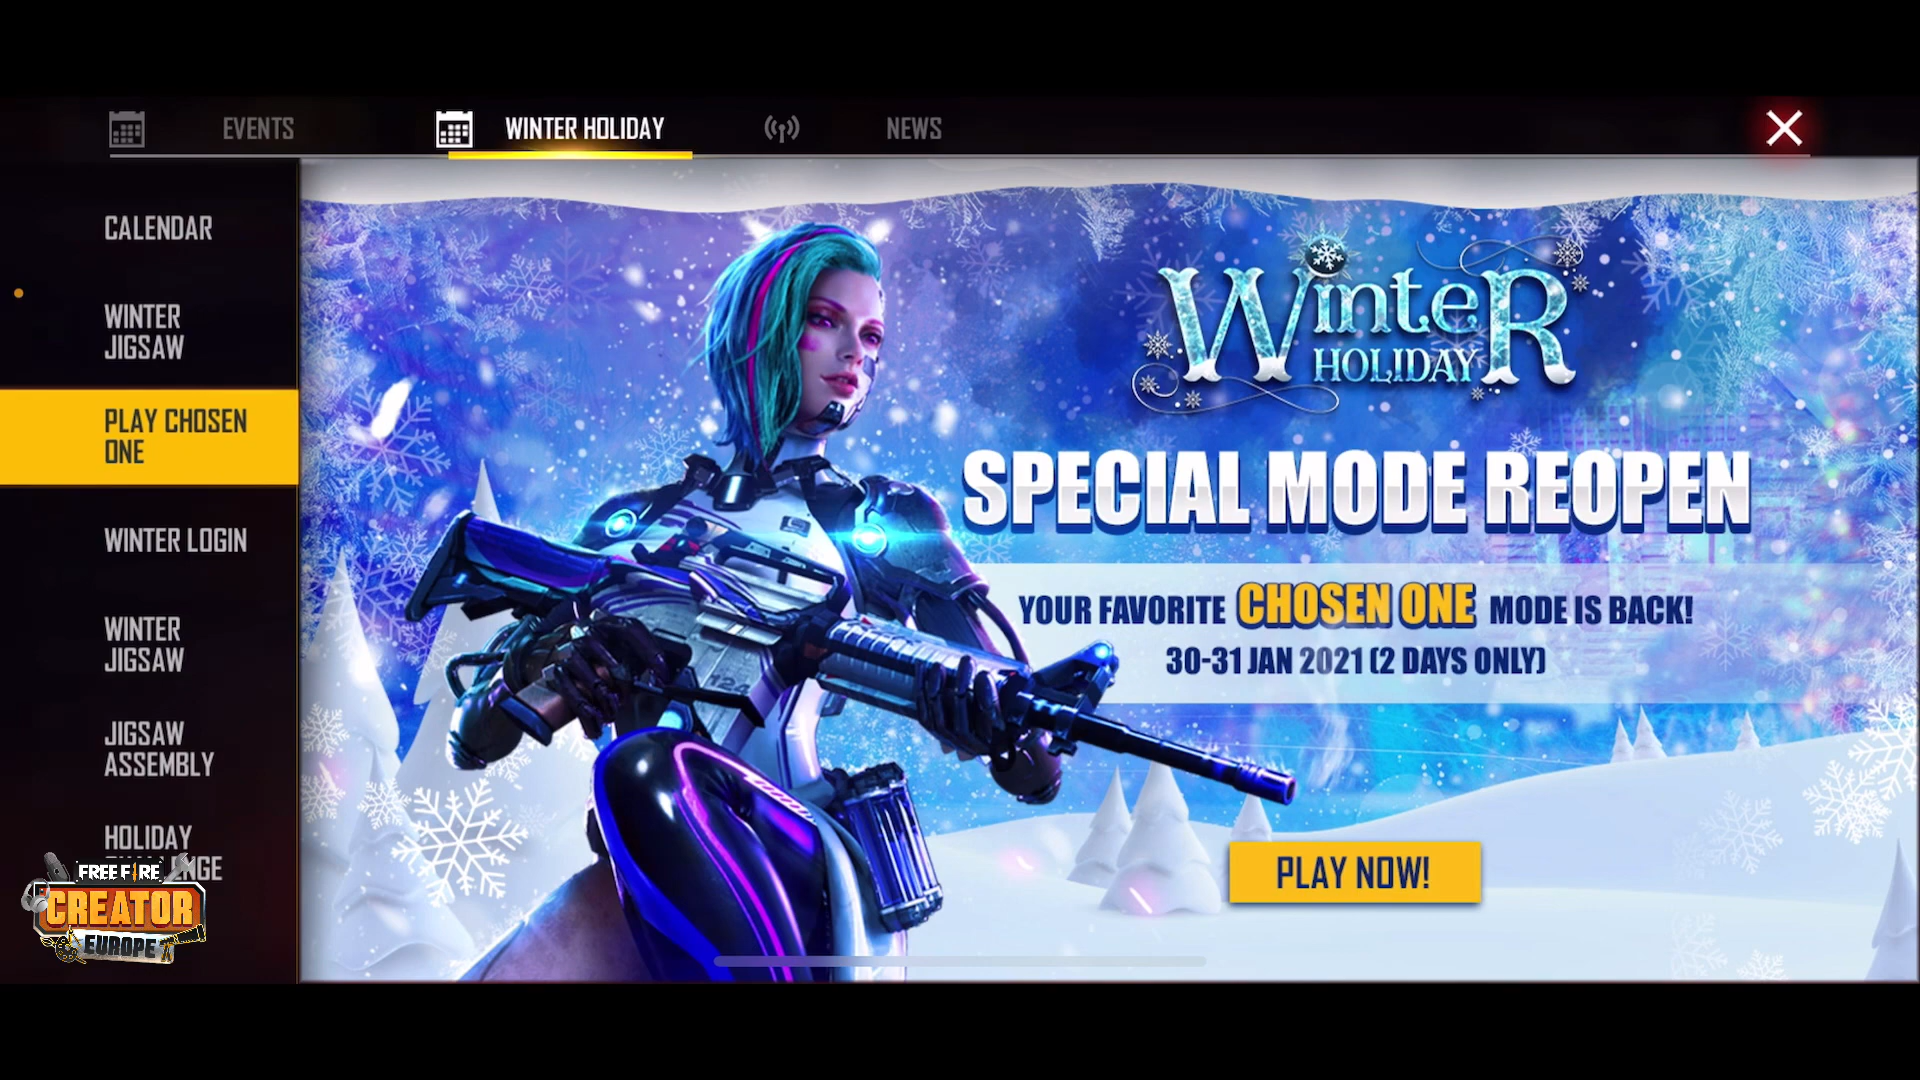 EVENTS
WINTER HOLIDAY
NEWS
CALENDAR
WINTER
JIGSAW
PLAY CHOSEN
ONE
WINTER LOGIN
WINTER
JIGSAW
JIGSAW
ASSEMBLY
HOLIDAY
FREE FIRE
CREATOR
EUROPE
WinteR
HOLIDAY
SPECIAL MODE REOPEN
YOUR FAVORITE CHOSEN ONE MODE IS BACK!
30-31 JAN 2021 (2 DAYS ONLY)
PLAY NOW!